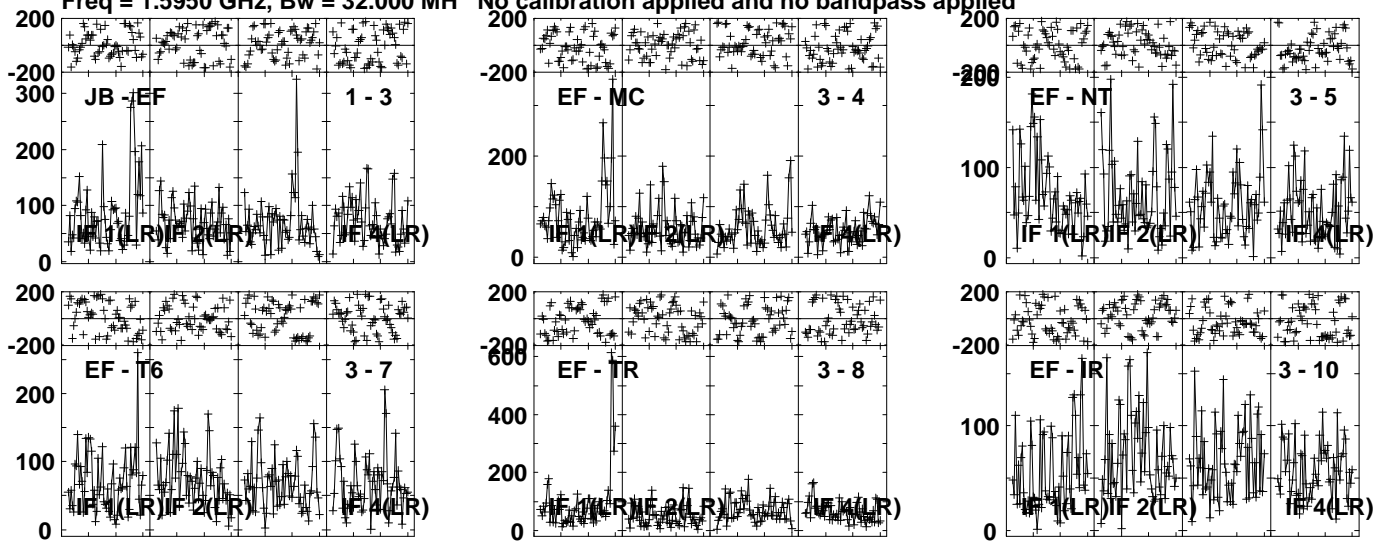 Freq = 1.5950 GHz, Bw = 32.000 MH No calibration applied and no bandpass applied
200
-200
300
200
100
0
JB - EF 1 - 3
IF 1(LR) IF 2(LR) IF 4(LR)
200
-200
200
0
EF - MC 3 - 4
IF 1(LR) IF 2(LR) IF 4(LR)
200
-200
200
100
0
EF - NT 3 - 5
IF 1(LR) IF 2(LR) IF 4(LR)
200
-200
200
100
0
EF - T6 3 - 7
IF 1(LR) IF 2(LR) IF 4(LR)
200
-200
600
400
200
0
EF - TR 3 - 8
IF 1(LR) IF 2(LR) IF 4(LR)
200
-200
100
0
EF - IR 3 - 10
IF 1(LR) IF 2(LR) IF 4(LR)